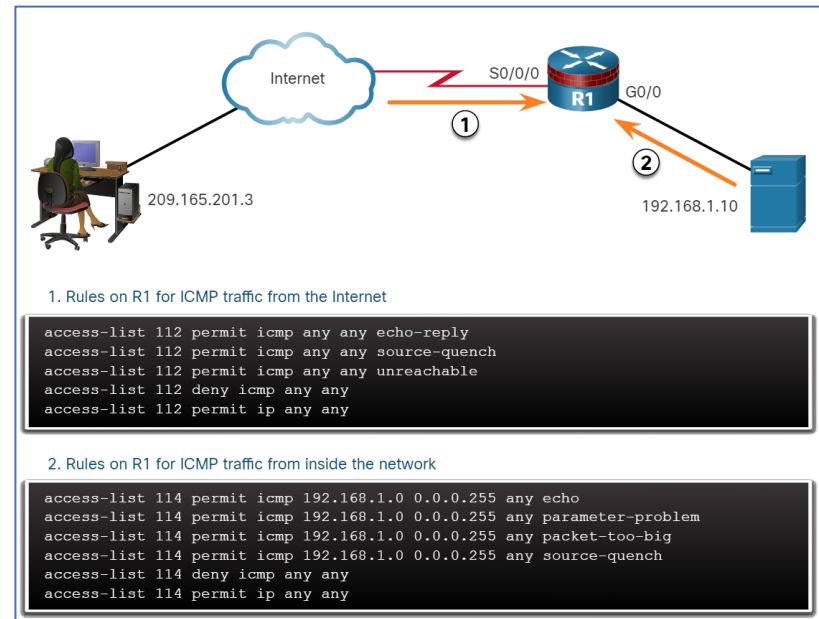 Internet
S0/0/0
R1
G0/0
1
2
209.165.201.3
192.168.1.10
1. Rules on R1 for ICMP traffic from the Internet
access-list 112 permit icmp any any echo-reply
access-list 112 permit icmp any any source-quench
access-list 112 permit icmp any any unreachable
access-list 112 deny icmp any any
access-list 112 permit ip any any
2. Rules on R1 for ICMP traffic from inside the network
access-list 114 permit icmp 192.168.1.0 0.0.0.255 any echo
access-list 114 permit icmp 192.168.1.0 0.0.0.255 any parameter-problem
access-list 114 permit icmp 192.168.1.0 0.0.0.255 any packet-too-big
access-list 114 permit icmp 192.168.1.0 0.0.0.255 any source-quench
access-list 114 deny icmp any any
access-list 114 permit ip any any